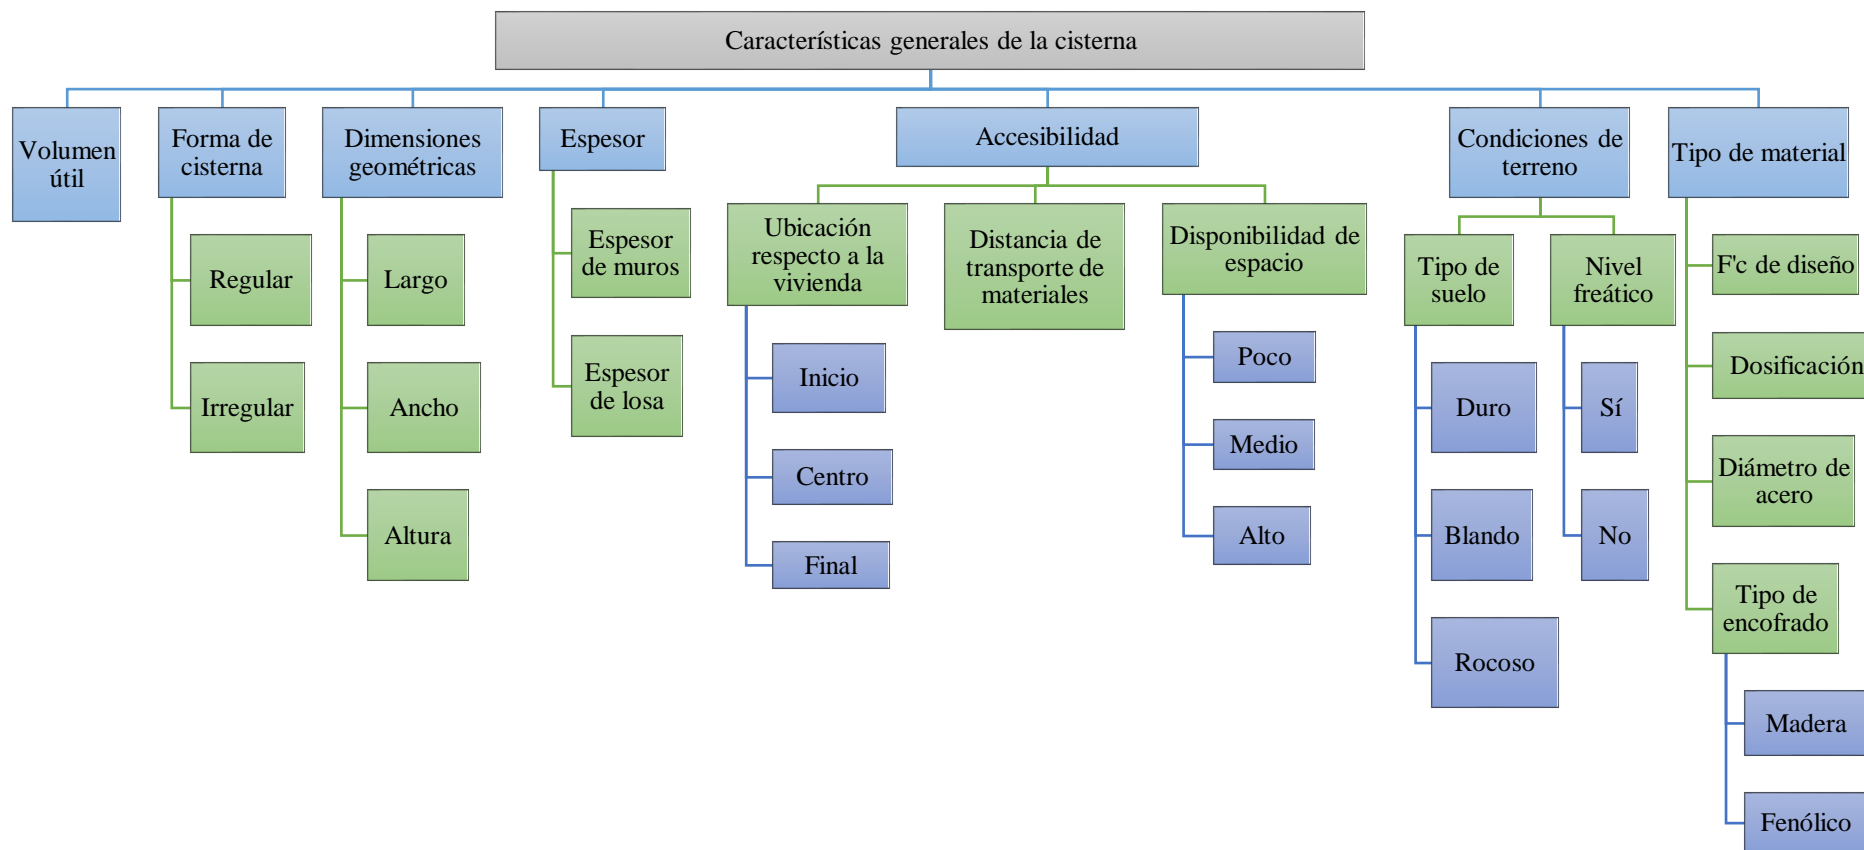 Características generales de la cisterna
Volumen
útil
Forma de
cisterna
Regular
Irregular
Dimensiones
geométricas
Largo
Ancho
Altura
Espesor
Espesor
de muros
Espesor
de losa
Accesibilidad
Ubicación
respecto a la
vivienda
Inicio
Centro
Final
Distancia de
transporte de
materiales
Disponibilidad de
espacio
Poco
Medio
Alto
Condiciones de
terreno
Tipo de
suelo
Duro
Blando
Rocoso
Nivel
freático
Sí
No
Tipo de material
F'c de diseño
Dosificación
Diámetro de
acero
Tipo de
encofrado
Madera
Fenólico